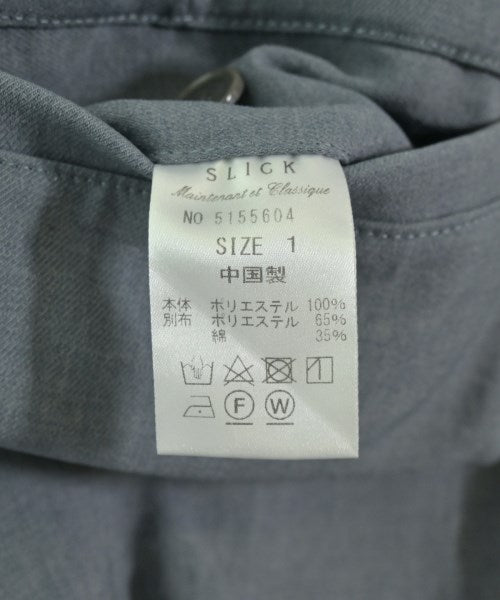 SLICK
Maintenant et Classique
NO 5155604
SIZE 1
中国製
本体 ポリエステル 100%
別布 ポリエステル 65%
綿 35%
F W